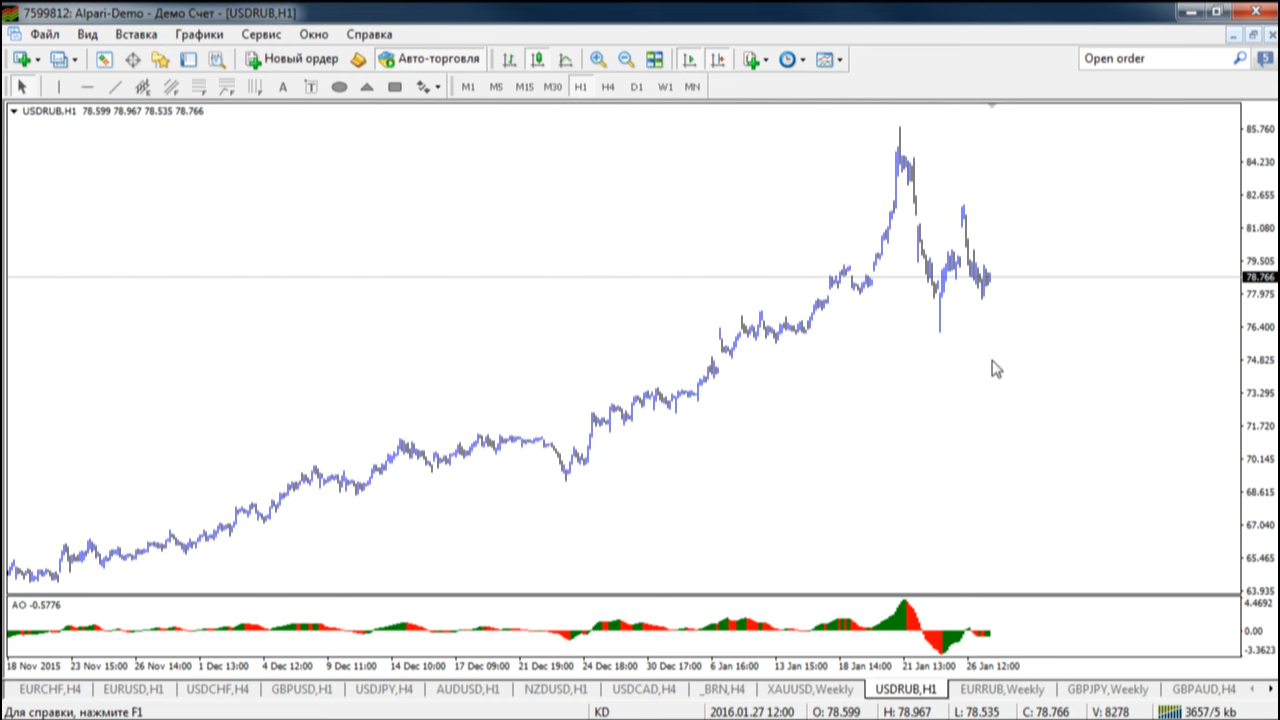 7599812: Alpari-Demo - Демо Счет - [USDRUB,H1]
Файл Вид Вставка Графики Сервис Окно Справка
Новый ордер Авто-торговля Open order 5
A T M1 M5 M15 M30 H1 H4 D1 W1 MN
USDRUB,H1 78.599 78.967 78.535 78.766
85.760
84.230
82.655
81.080
79.505
78.766
77.975
76.400
74.825
73.295
71.720
70.145
68.615
67.040
65.465
63.935
AO -0.5776
4.4692
0.00
-3.3623
18 Nov 2015 23 Nov 15:00 26 Nov 14:00 1 Dec 13:00 4 Dec 12:00 9 Dec 11:00 14 Dec 10:00 17 Dec 09:00 21 Dec 19:00 24 Dec 18:00 30 Dec 17:00 6 Jan 16:00 13 Jan 15:00 18 Jan 14:00 21 Jan 13:00 26 Jan 12:00
EURCHF,H4 EURUSD,H1 USDCHF,H4 GBPUSD,H1 USDJPY,H4 AUDUSD,H1 NZDUSD,H1 USDCAD,H4 _BRN,H4 XAUUSD,Weekly USDRUB,H1 EURRUB,Weekly GBPJPY,Weekly GBPAUD,H4
Для справки, нажмите F1 KD 2016.01.27 12:00 O: 78.599 H: 78.967 L: 78.535 C: 78.766 V: 8278 3657/5 kb